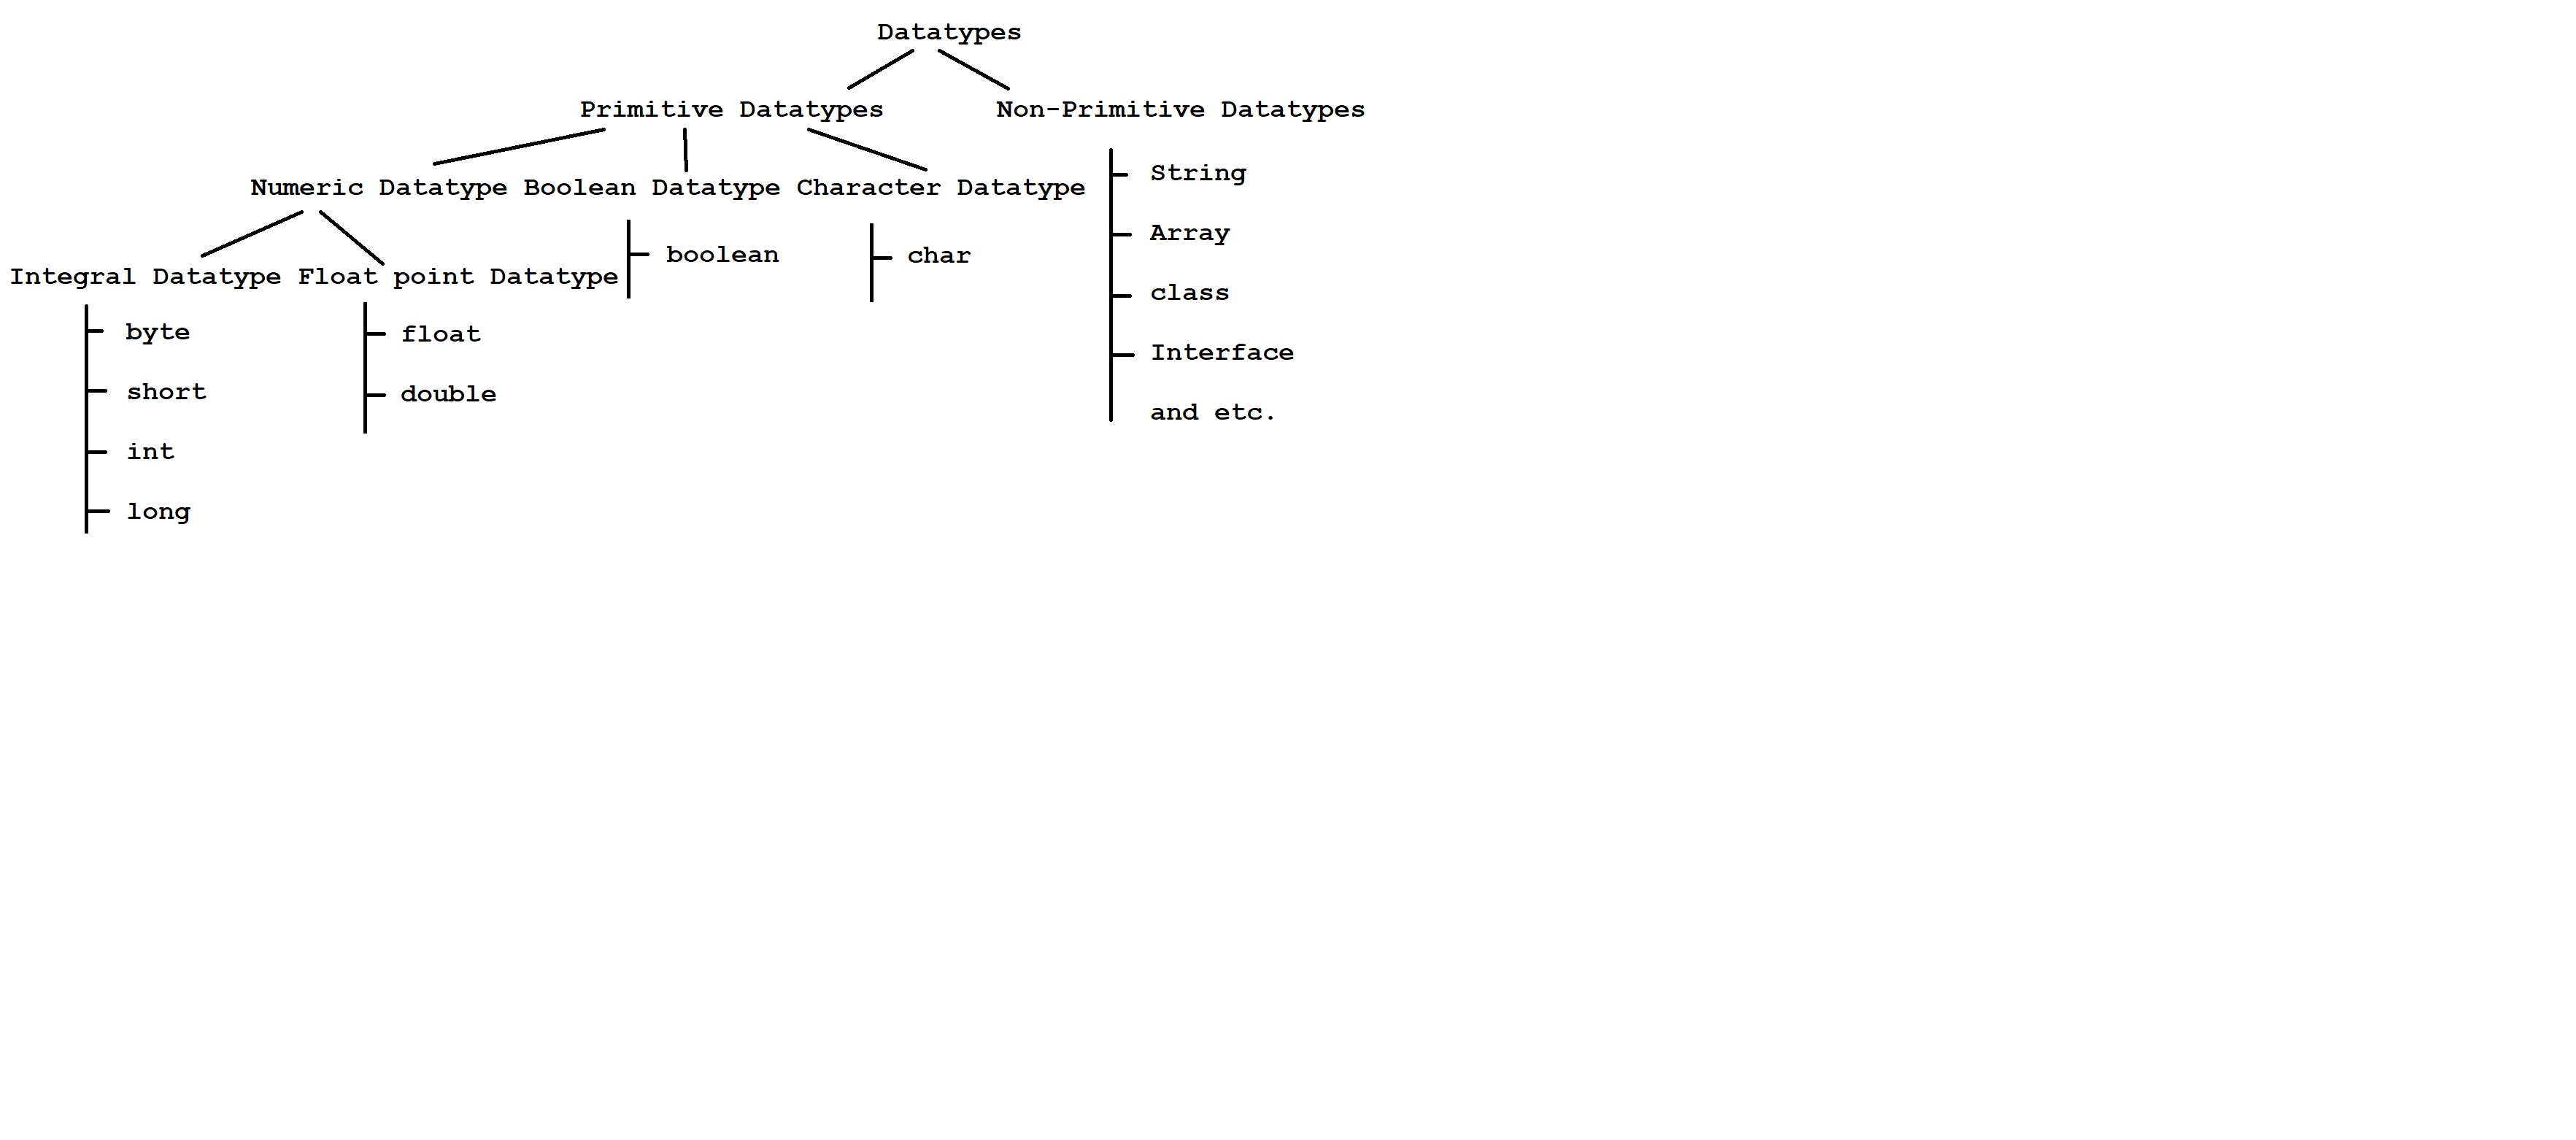 Datatypes
Primitive Datatypes Non-Primitive Datatypes
Numeric Datatype Boolean Datatype Character Datatype
Integral Datatype Float point Datatype
byte
short
int
long
float
double
boolean
char
String
Array
class
Interface
and etc.